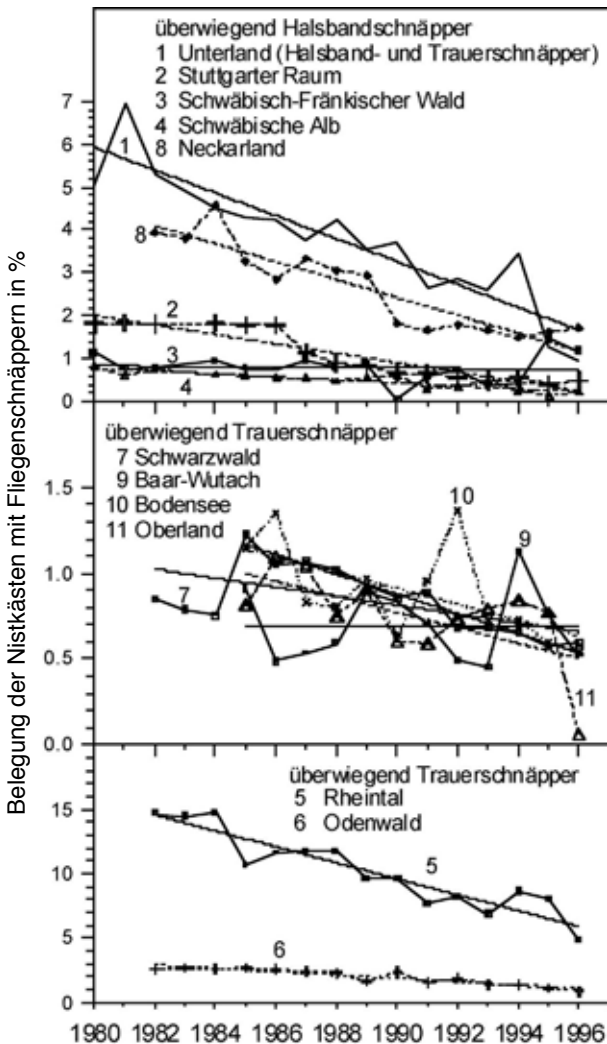 Belegung der Nistkästen mit Fliegenschnäppern in %
überwiegend Halsbandschnäpper
1 Unterland (Halsband- und Trauerschnäpper)
2 Stuttgarter Raum
3 Schwäbisch-Fränkischer Wald
4 Schwäbische Alb
8 Neckarland
7
6
5
4
3
2
1
0
1
8
2
3
4
überwiegend Trauerschnäpper
7 Schwarzwald
9 Baar-Wutach
10 Bodensee
11 Oberland
1.5
1.0
0.5
0.0
7
10
9
11
überwiegend Trauerschnäpper
5 Rheintal
6 Odenwald
15
10
5
0
5
6
1980 1982 1984 1986 1988 1990 1992 1994 1996